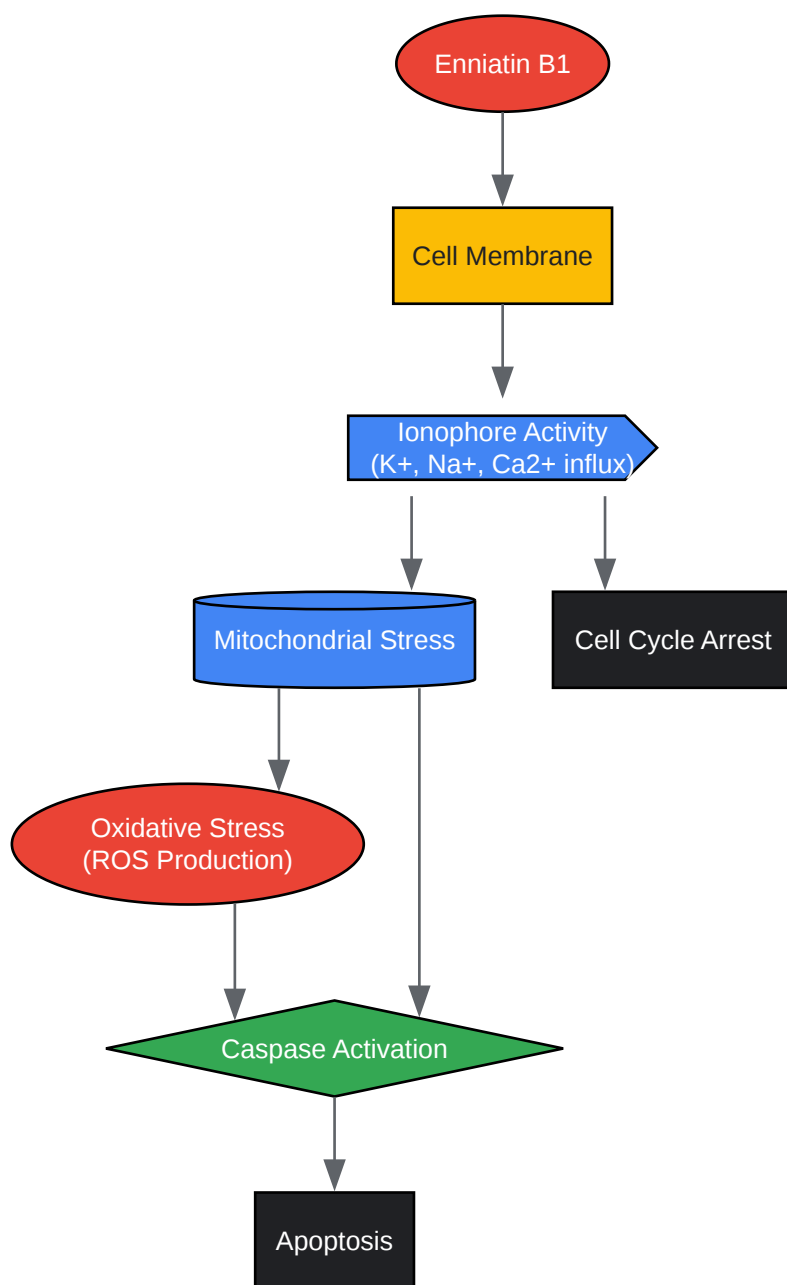 Enniatin B1
Cell Membrane
Ionophore Activity
(K+, Na+, Ca2+ influx)
Mitochondrial Stress
Cell Cycle Arrest
Oxidative Stress
(ROS Production)
Caspase Activation
Apoptosis